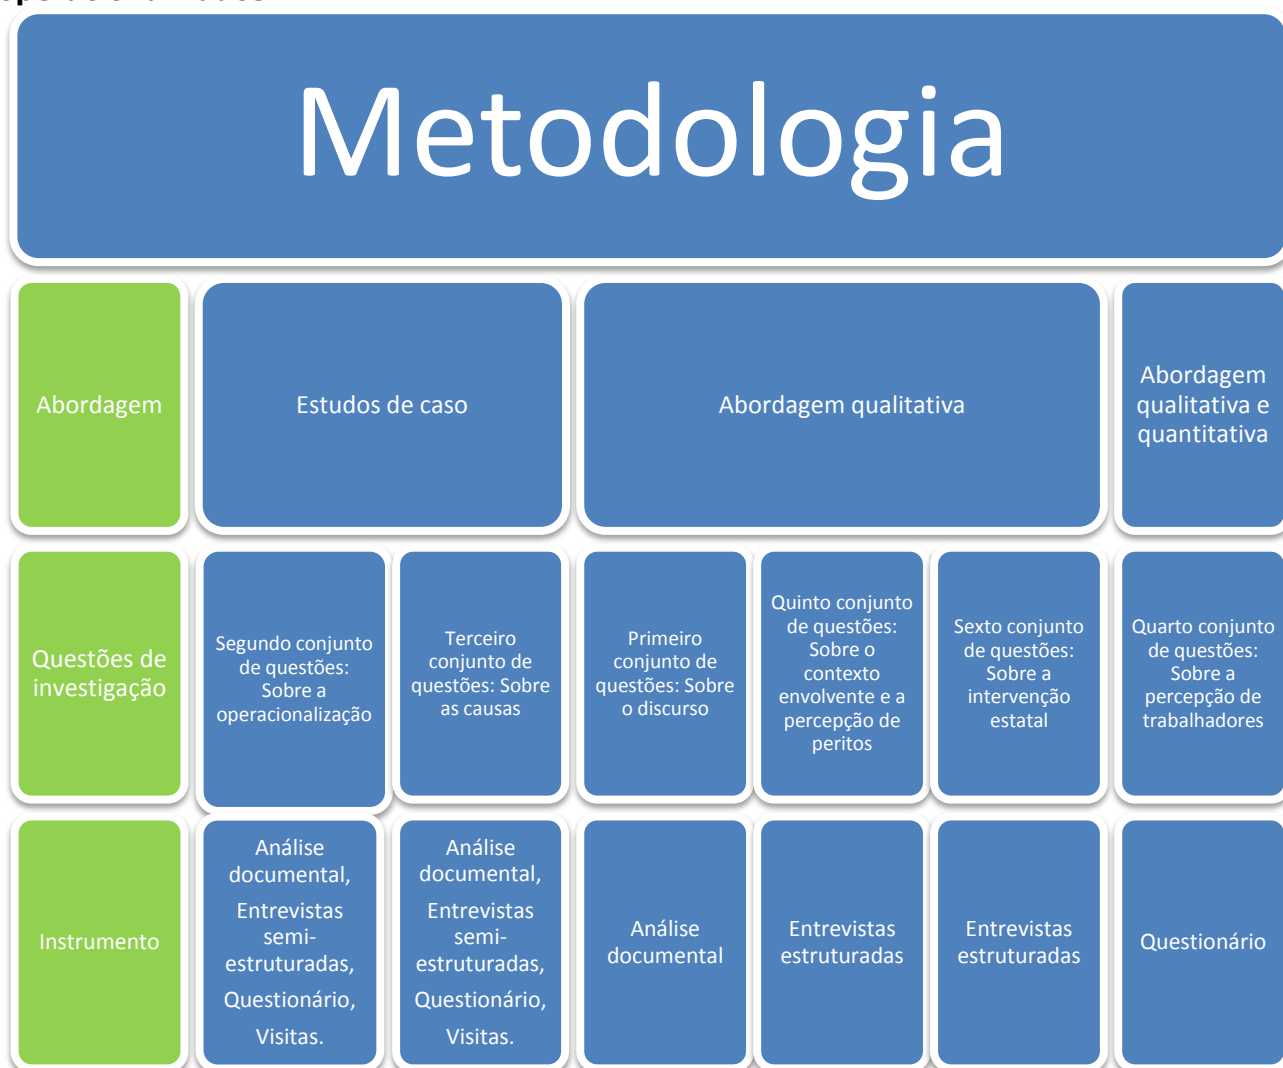 Metodologia
Abordagem
Estudos de caso
Abordagem qualitativa
Abordagem
qualitativa e
quantitativa
Questões de
investigação
Segundo conjunto
de questões:
Sobre a
operacionalização
Terceiro
conjunto de
questões: Sobre
as causas
Primeiro
conjunto de
questões: Sobre
o discurso
Quinto conjunto
de questões:
Sobre o
contexto
envolvente e a
percepção de
peritos
Sexto conjunto
de questões:
Sobre a
intervenção
estatal
Quarto conjunto
de questões:
Sobre a
percepção de
trabalhadores
Instrumento
Análise
documental,
Entrevistas
semi-
estruturadas,
Questionário,
Visitas.
Análise
documental,
Entrevistas
semi-
estruturadas,
Questionário,
Visitas.
Análise
documental
Entrevistas
estruturadas
Entrevistas
estruturadas
Questionário